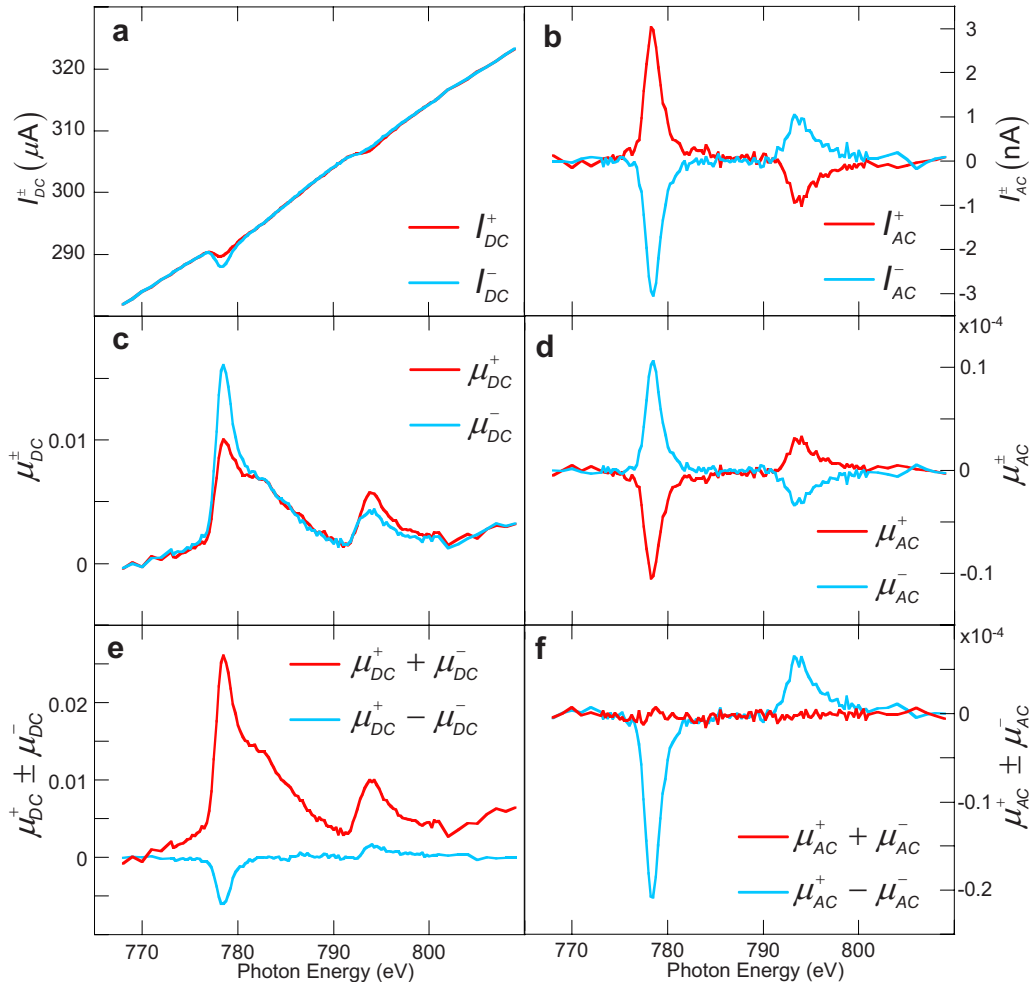 a
320
310
300
290
I±DC (μA)
I+DC
I−DC
b
3
2
1
0
-1
-2
-3
I±AC (nA)
I+AC
I−AC
c
0.01
0
μ±DC
μ+DC
μ−DC
d
x10-4
0.1
0
-0.1
μ±AC
μ+AC
μ−AC
e
0.02
0.01
0
μ+DC ± μ−DC
μ+DC + μ−DC
μ+DC − μ−DC
770 780 790 800
Photon Energy (eV)
f
x10-4
0
-0.1
-0.2
μ+AC ± μ−AC
μ+AC + μ−AC
μ+AC − μ−AC
770 780 790 800
Photon Energy (eV)